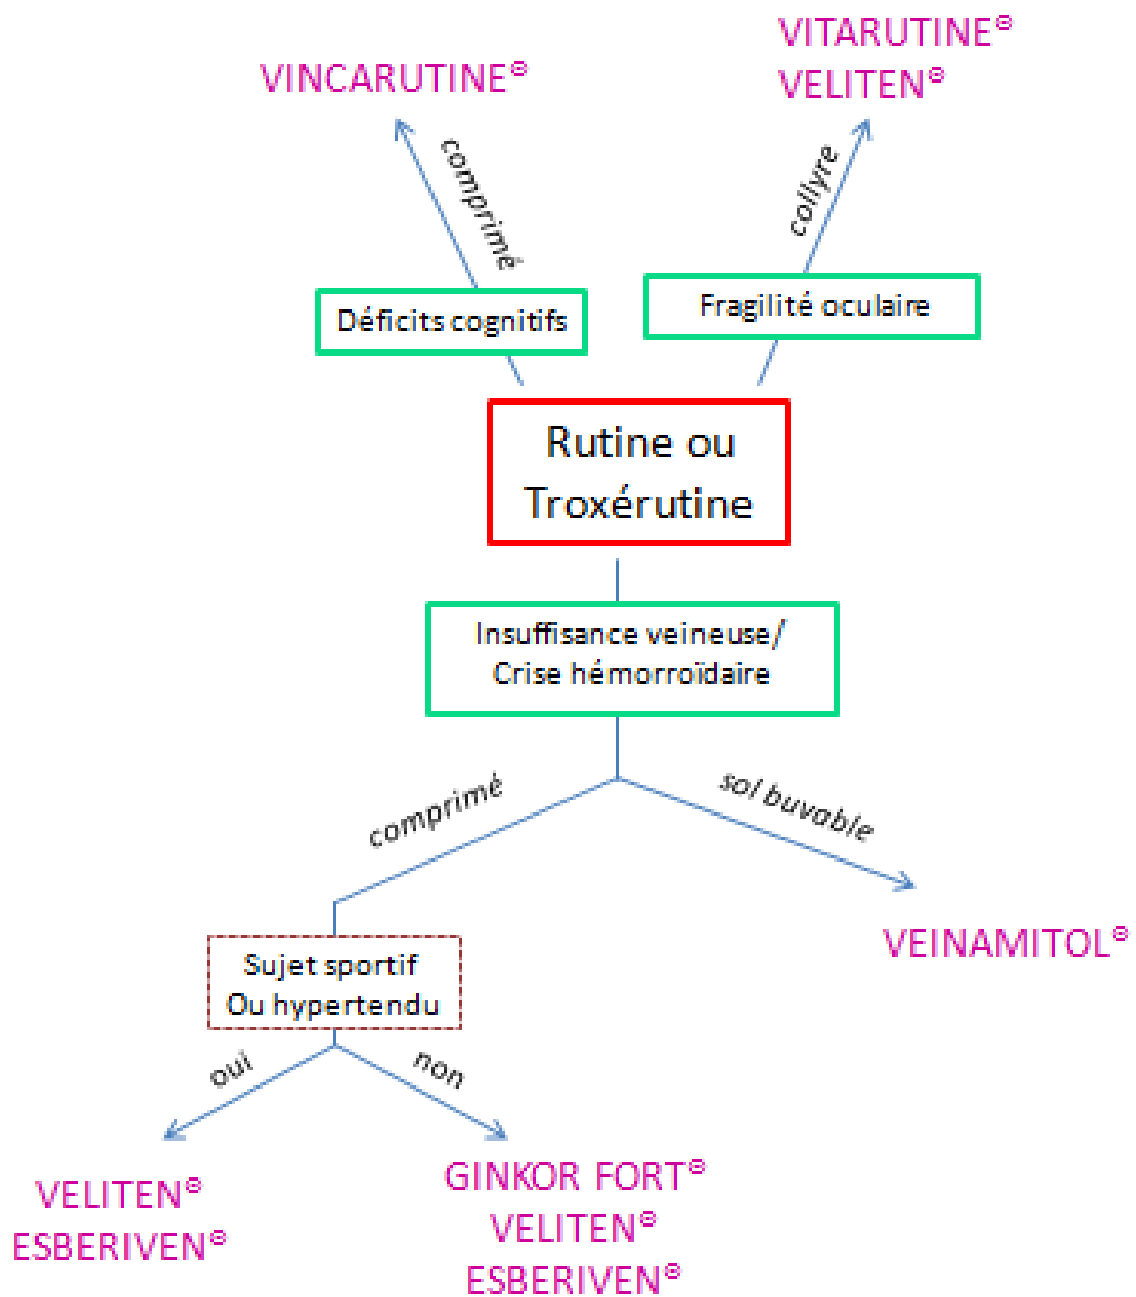 VINCARUTINE®
VITARUTINE®
VELITEN®
comprimé
collyre
Déficits cognitifs
Fragilité oculaire
Rutine ou
Troxérutine
Insuffisance veineuse/
Crise hémorroïdaire
comprimé
sol buvable
VEINAMITOL®
Sujet sportif
Ou hypertendu
oui
non
VELITEN®
ESBERIVEN®
GINKOR FORT®
VELITEN®
ESBERIVEN®